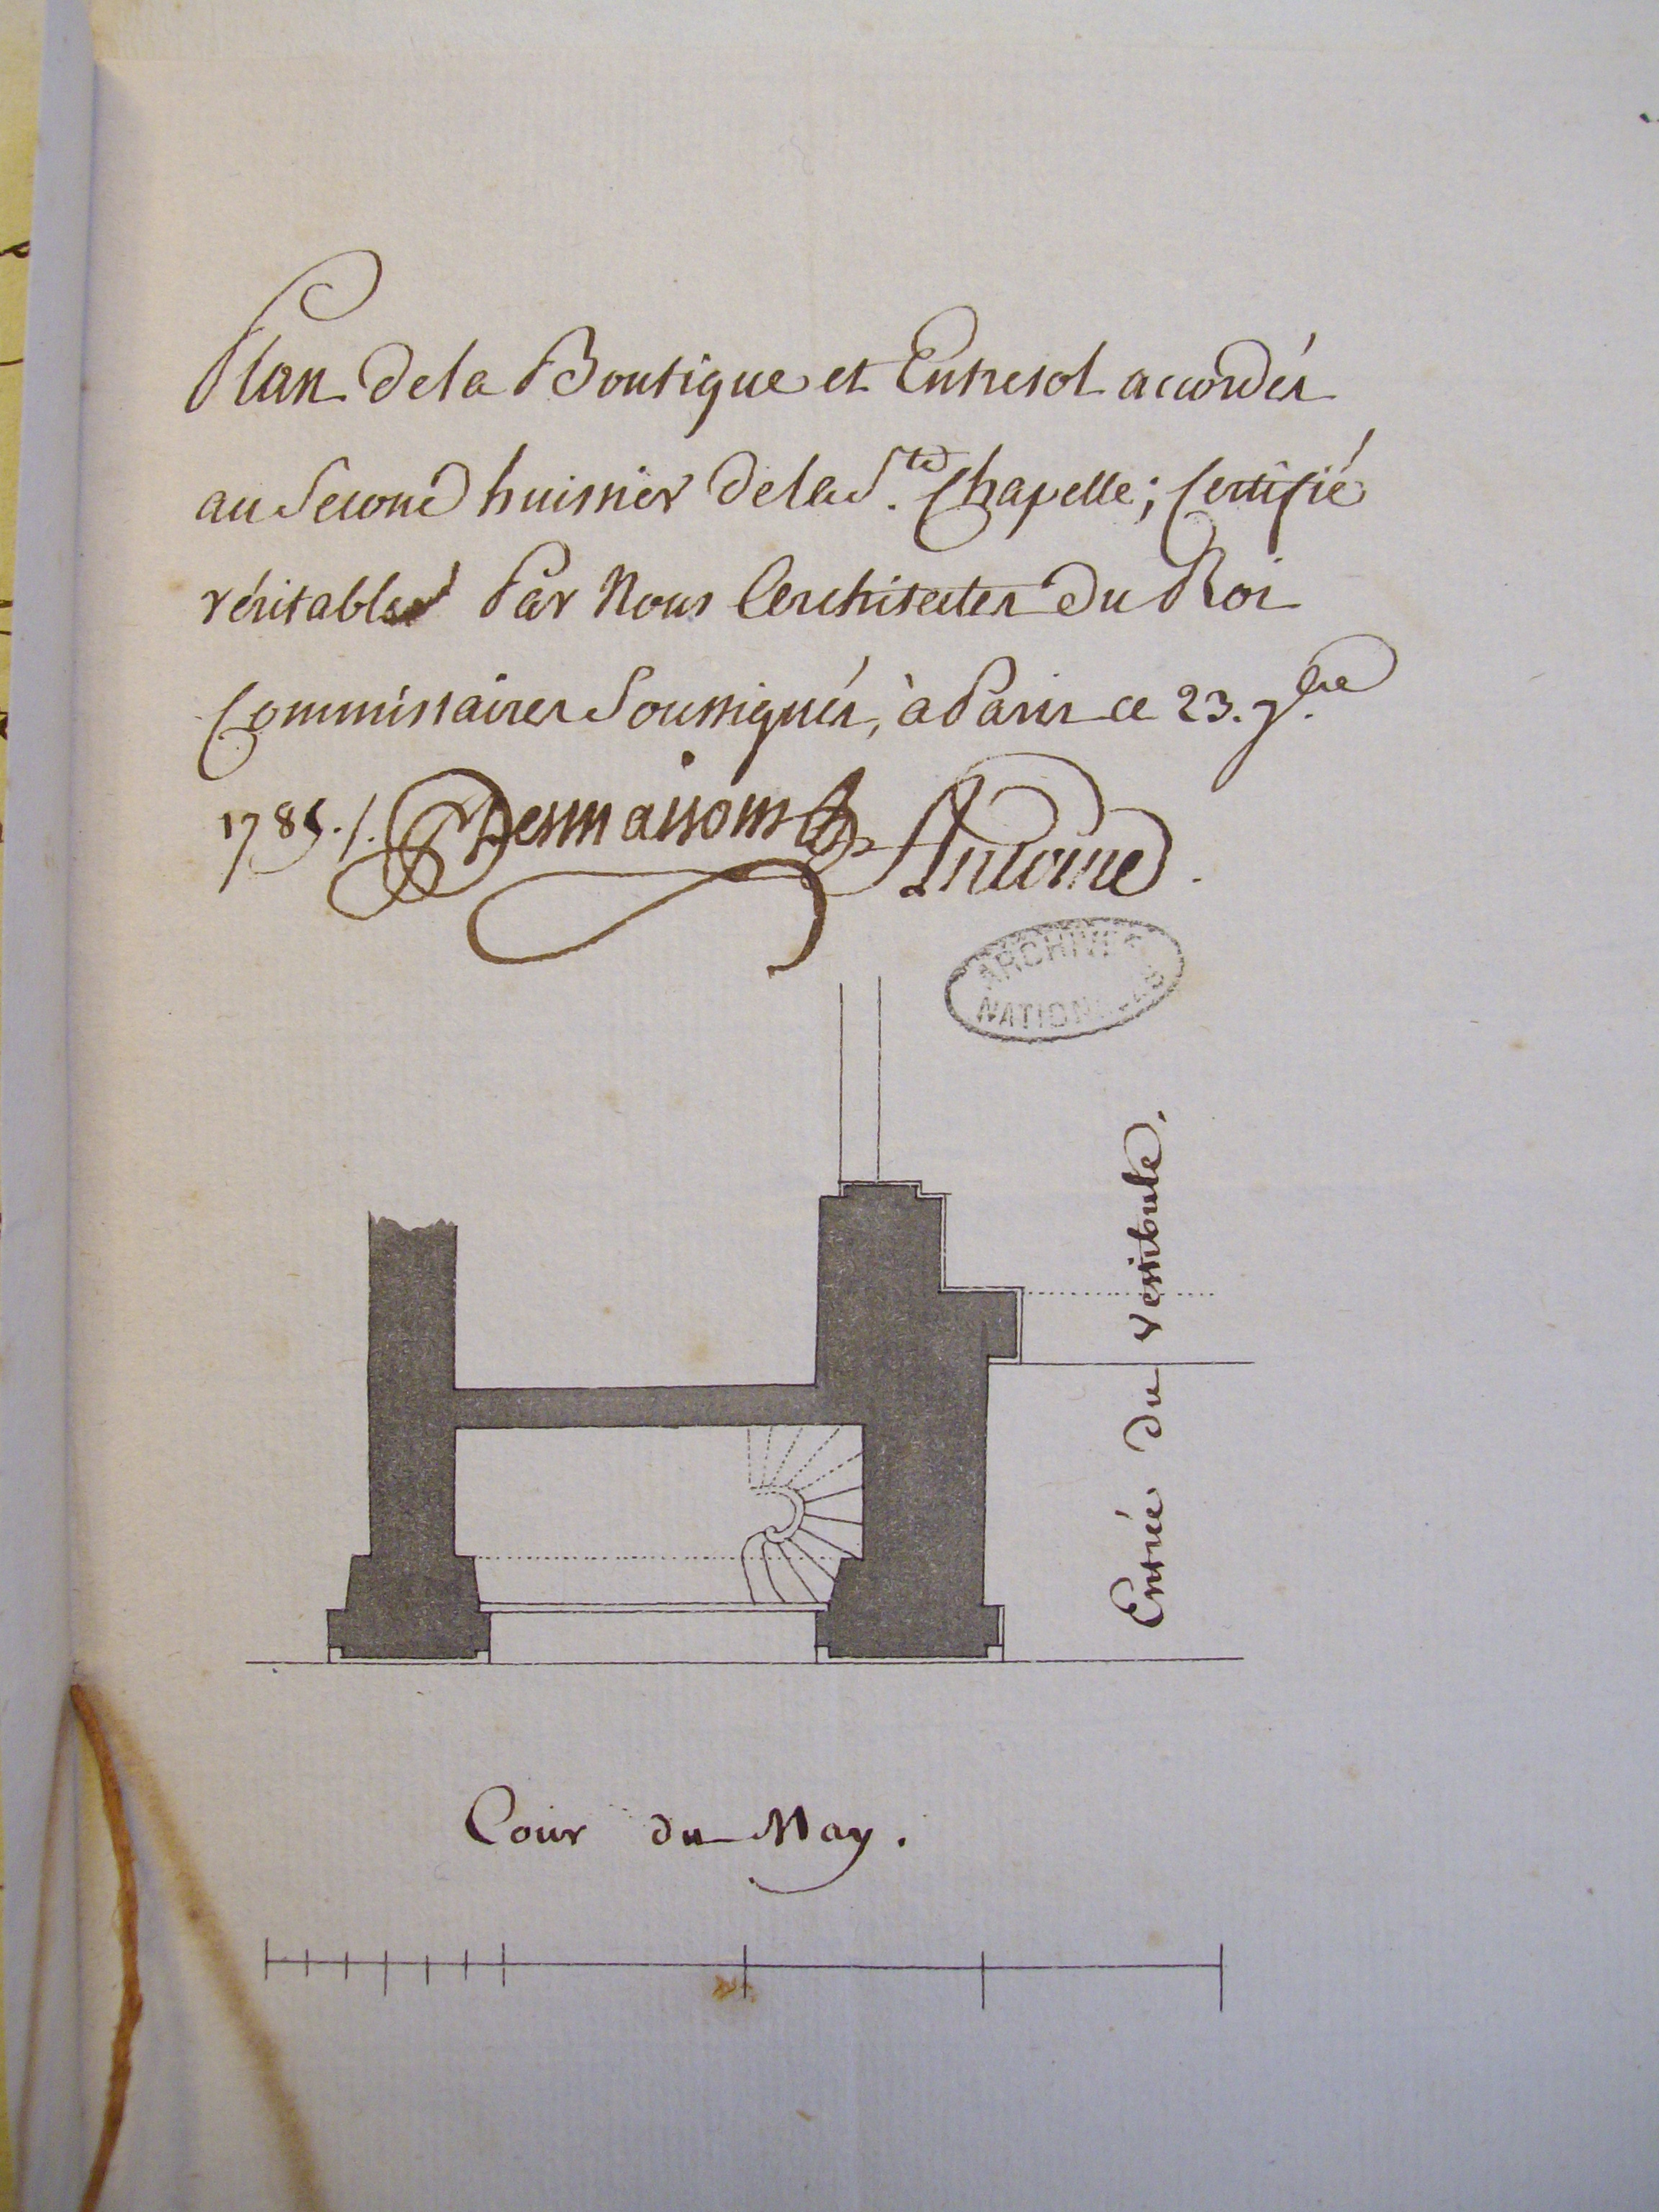 Plan de la Boutique et Entresol accordés
au Second huissier de la S.te Chapelle; Certifié
véritable Par Nous Architectes du Roi
Commissaires Soussignés, à Paris ce 23. 7.bre
1785./. Desmaisons Antoine.
ARCHIVES
NATIONALES
Entrée du vestibule.
Cour du May.